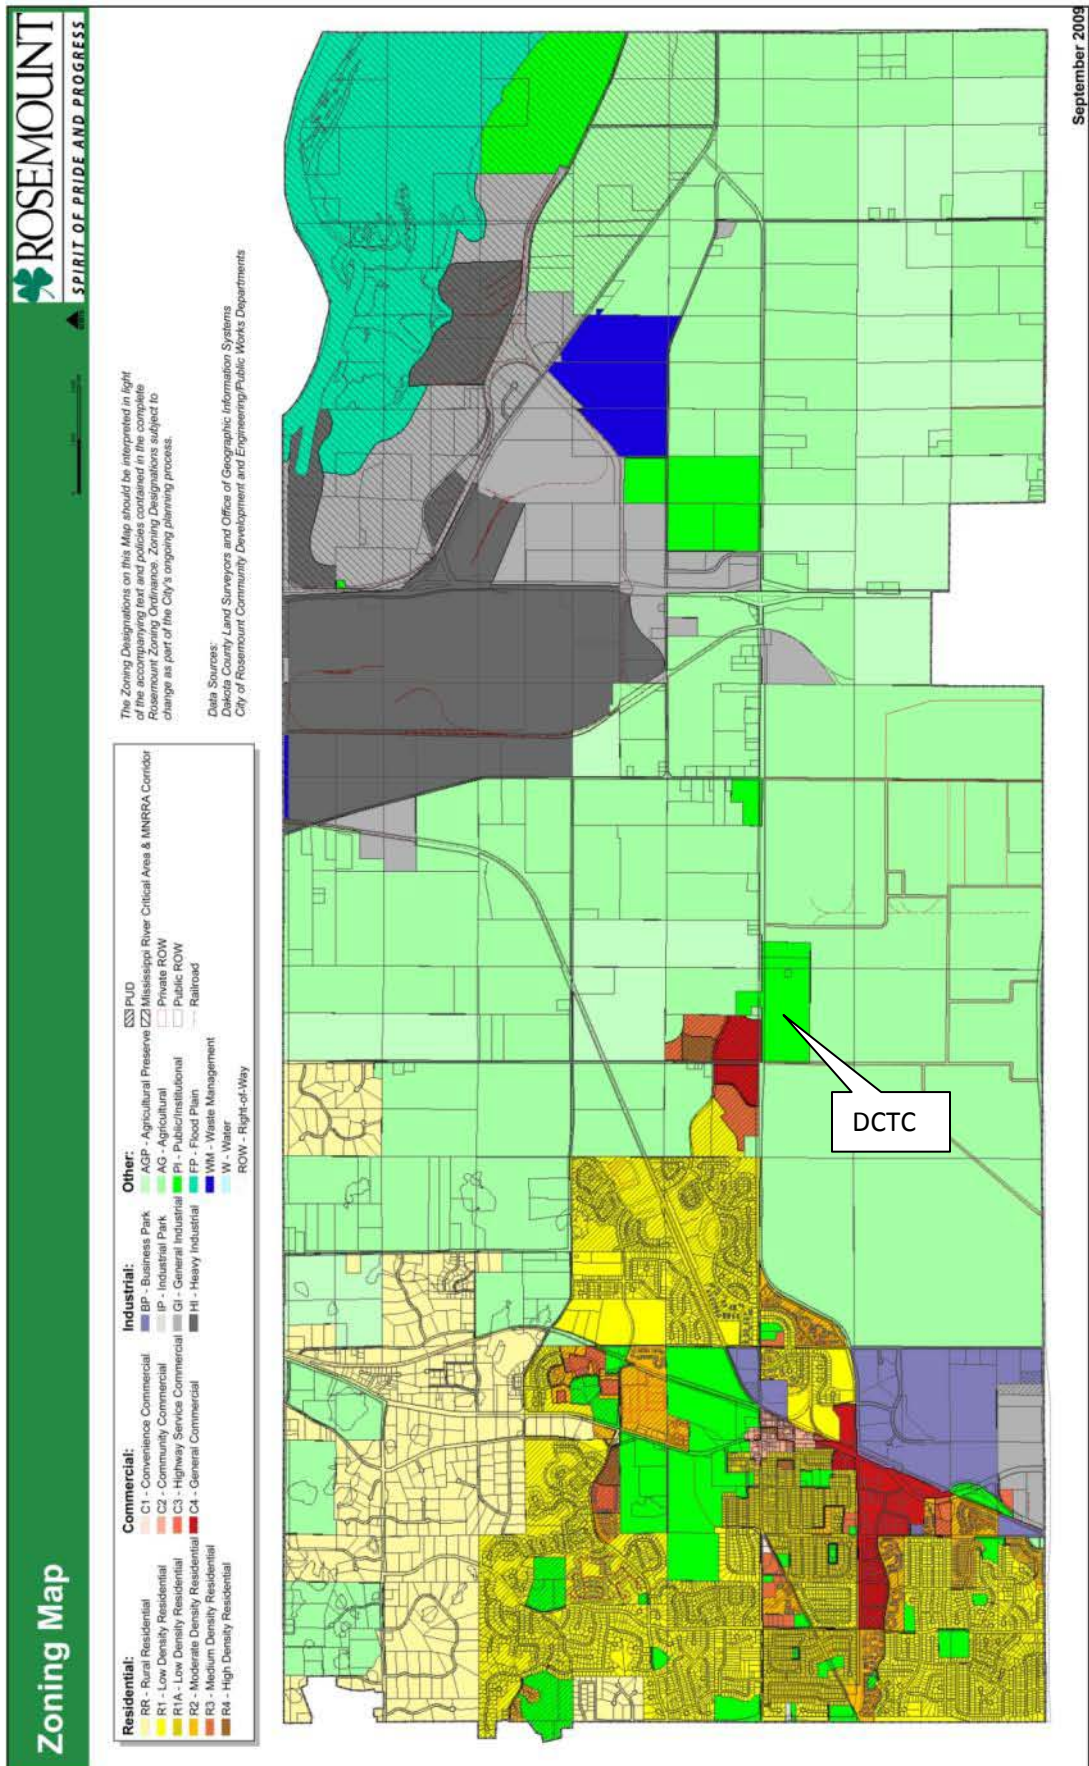 Zoning Map
ROSEMOUNT
SPIRIT OF PRIDE AND PROGRESS
Residential:
RR - Rural Residential
R1 - Low Density Residential
R1A - Low Density Residential
R2 - Moderate Density Residential
R3 - Medium Density Residential
R4 - High Density Residential
Commercial:
C1 - Convenience Commercial
C2 - Community Commercial
C3 - Highway Service Commercial
C4 - General Commercial
Industrial:
BP - Business Park
IP - Industrial Park
GI - General Industrial
HI - Heavy Industrial
Other:
AGP - Agricultural Preserve
AG - Agricultural
PI - Public/Institutional
FP - Flood Plain
WM - Waste Management
W - Water
ROW - Right-of-Way
PUD
Mississippi River Critical Area & MNRRA Corridor
Private ROW
Public ROW
Railroad
The Zoning Designations on this Map should be interpreted in light
of the accompanying text and policies contained in the complete
Rosemount Zoning Ordinance. Zoning Designations subject to
change as part of the City's ongoing planning process.
Data Sources:
Dakota County Land Surveyors and Office of Geographic Information Systems
City of Rosemount Community Development and Engineering/Public Works Departments
DCTC
September 2009